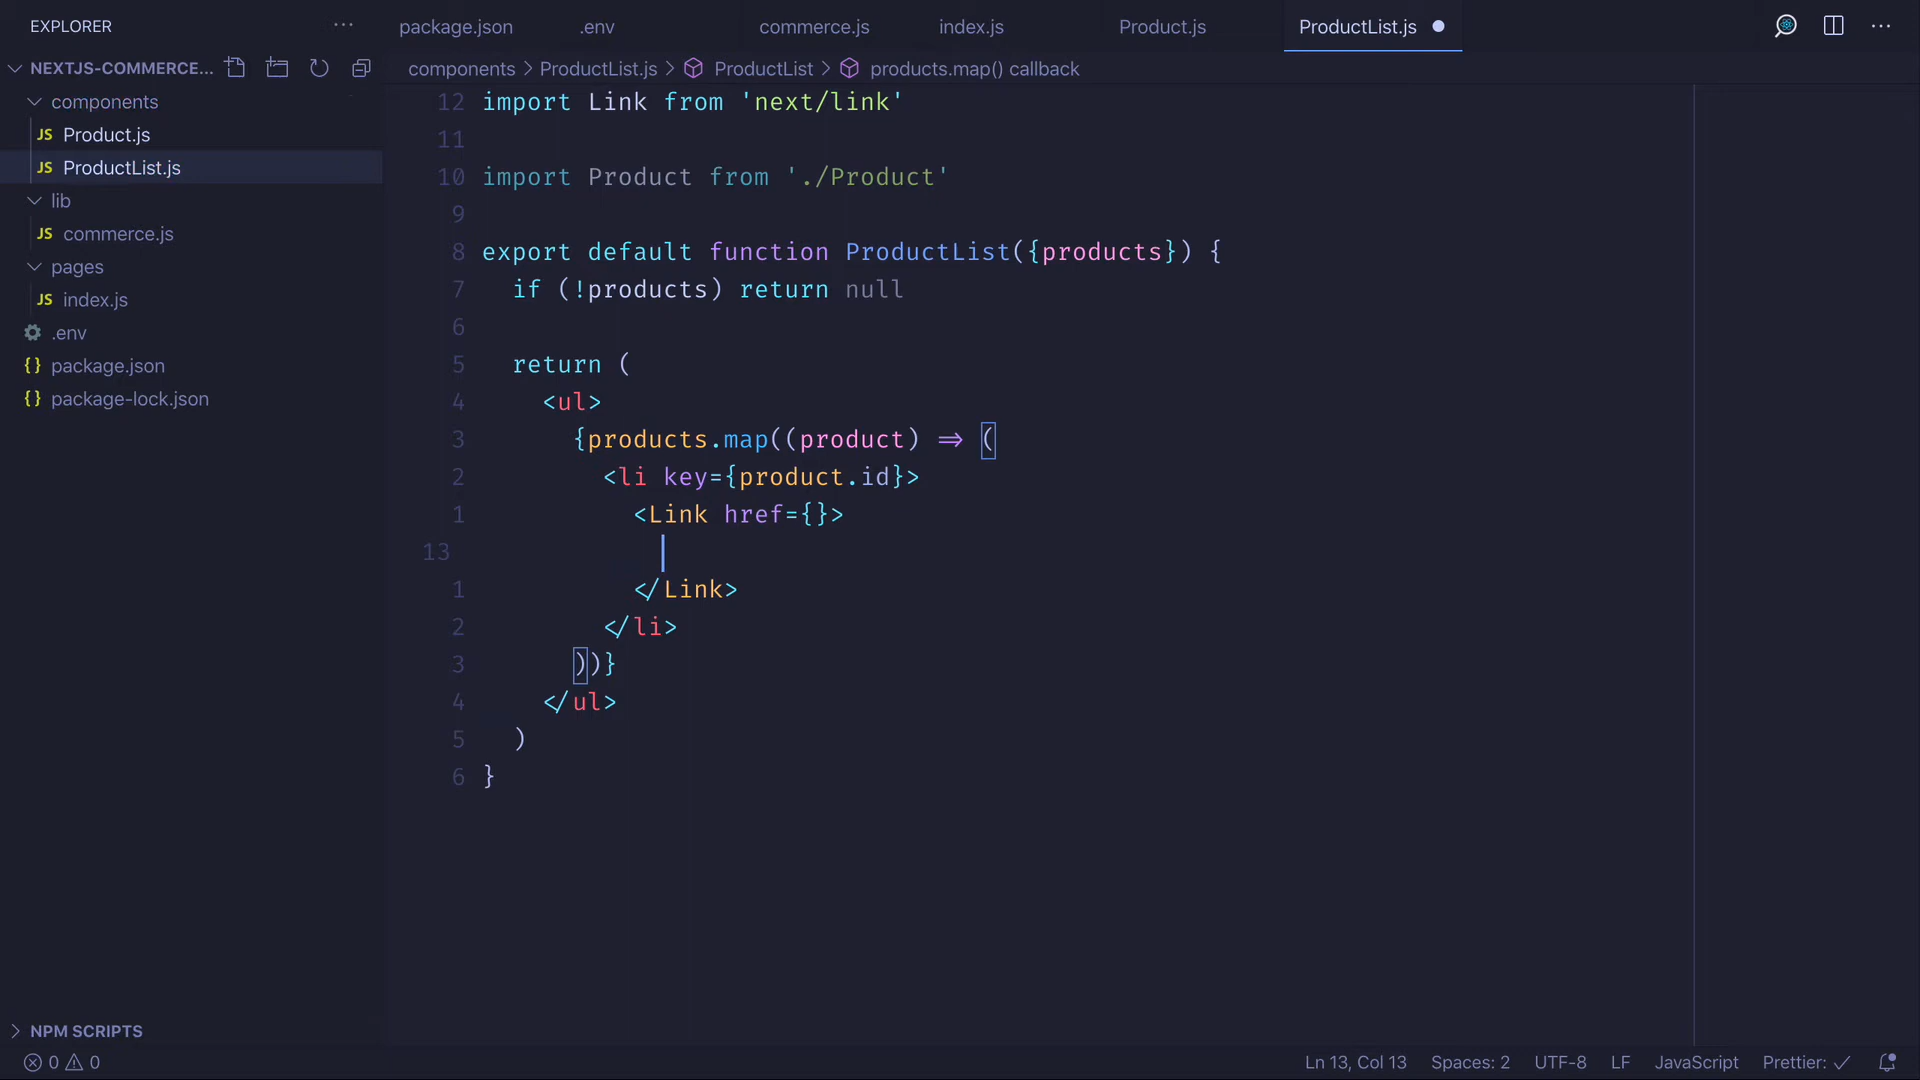 EXPLORER
NEXTJS-COMMERCE...
components
JS Product.js
JS ProductList.js
lib
JS commerce.js
pages
JS index.js
.env
{} package.json
{} package-lock.json
NPM SCRIPTS
0 0
package.json .env commerce.js index.js Product.js ProductList.js
components > ProductList.js > ProductList > products.map() callback
12 import Link from 'next/link'
11
10 import Product from './Product'
9
8 export default function ProductList({products}) {
7 if (!products) return null
6
5 return (
4 <ul>
3 {products.map((product) => (
2 <li key={product.id}>
1 <Link href={}>
13
1 </Link>
2 </li>
3 ))}
4 </ul>
5 )
6 }
Ln 13, Col 13 Spaces: 2 UTF-8 LF JavaScript Prettier: ✓